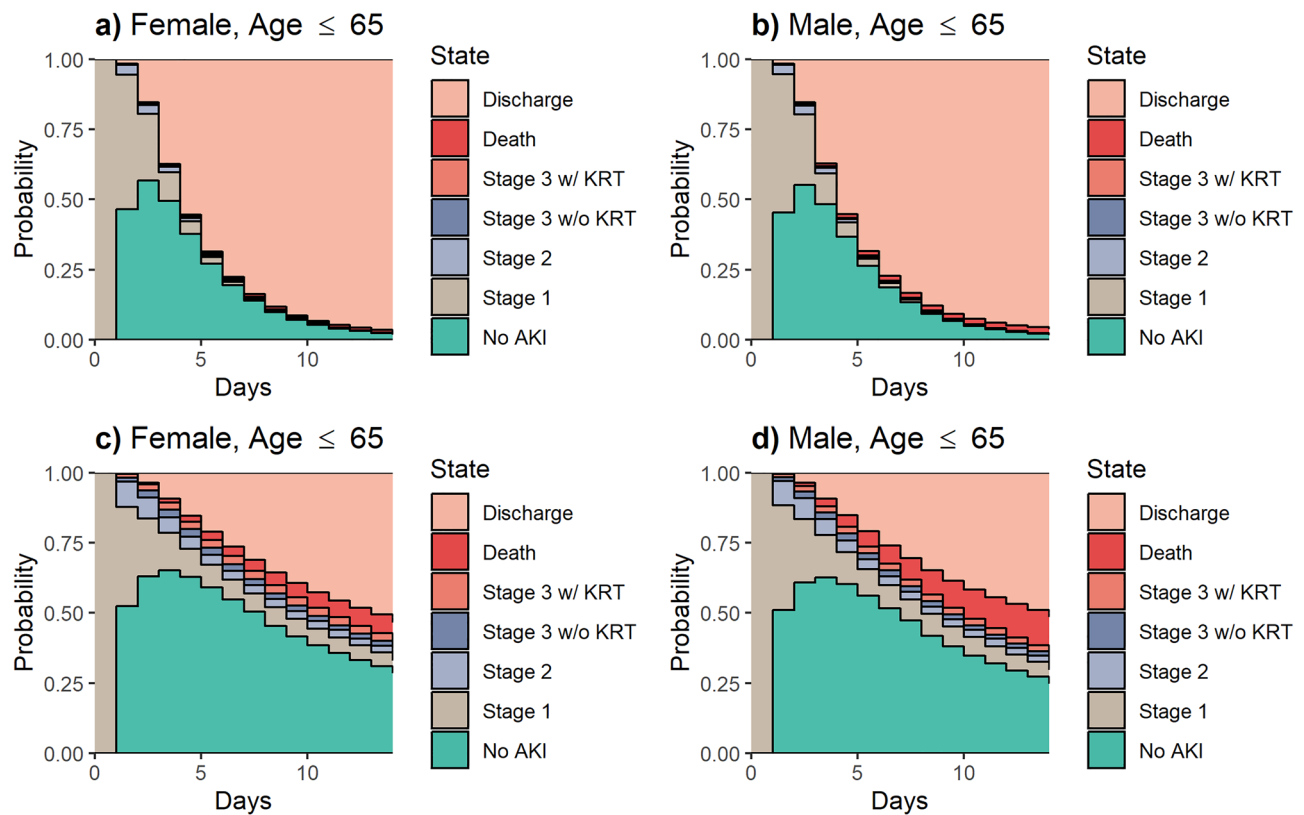 a) Female, Age ≤ 65
Probability
1.00
0.75
0.50
0.25
0.00
0
5
10
Days
State
Discharge
Death
Stage 3 w/ KRT
Stage 3 w/o KRT
Stage 2
Stage 1
No AKI
b) Male, Age ≤ 65
Probability
1.00
0.75
0.50
0.25
0.00
0
5
10
Days
State
Discharge
Death
Stage 3 w/ KRT
Stage 3 w/o KRT
Stage 2
Stage 1
No AKI
c) Female, Age ≤ 65
Probability
1.00
0.75
0.50
0.25
0.00
0
5
10
Days
State
Discharge
Death
Stage 3 w/ KRT
Stage 3 w/o KRT
Stage 2
Stage 1
No AKI
d) Male, Age ≤ 65
Probability
1.00
0.75
0.50
0.25
0.00
0
5
10
Days
State
Discharge
Death
Stage 3 w/ KRT
Stage 3 w/o KRT
Stage 2
Stage 1
No AKI